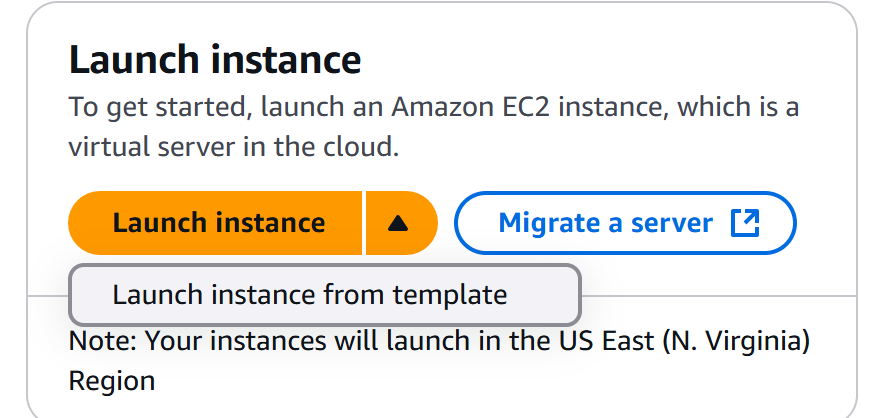 Launch instance
To get started, launch an Amazon EC2 instance, which is a
virtual server in the cloud.
Launch instance
Migrate a server
Launch instance from template
Note: Your instances will launch in the US East (N. Virginia)
Region